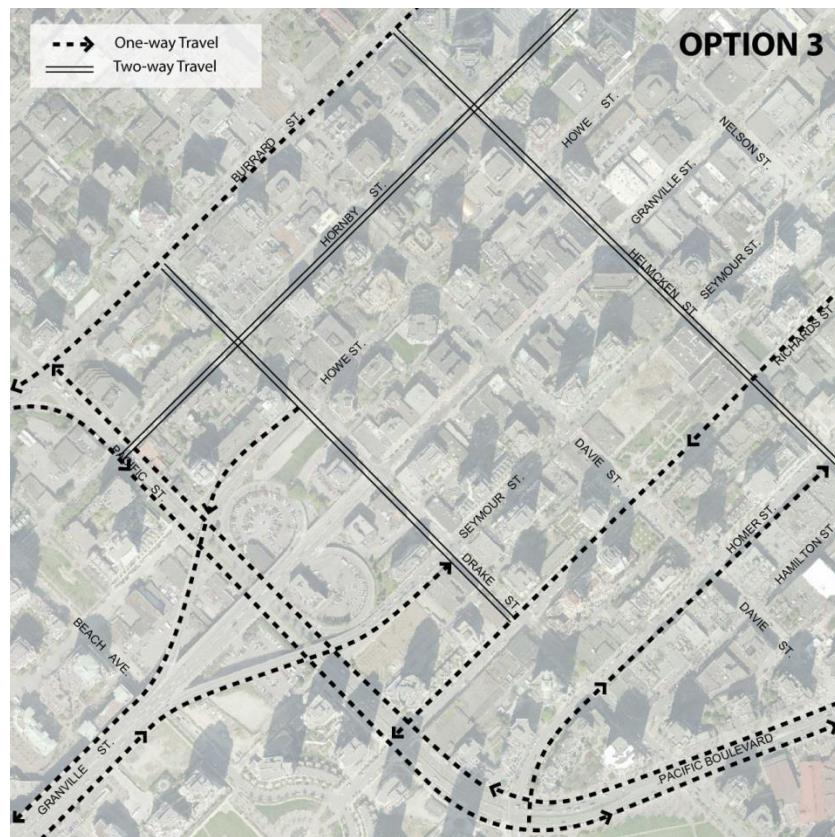 One-way Travel
Two-way Travel
OPTION 3
BURRARD ST.
HORNBY ST.
HOWE ST.
GRANVILLE ST.
NELSON ST.
HELMCKEN ST.
SEYMOUR ST.
RICHARDS ST.
HOWE ST.
PACIFIC ST.
DAVIE ST.
SEYMOUR ST.
DRAKE ST.
HOMER ST.
HAMILTON ST.
DAVIE ST.
BEACH AVE.
GRANVILLE ST.
PACIFIC BOULEVARD